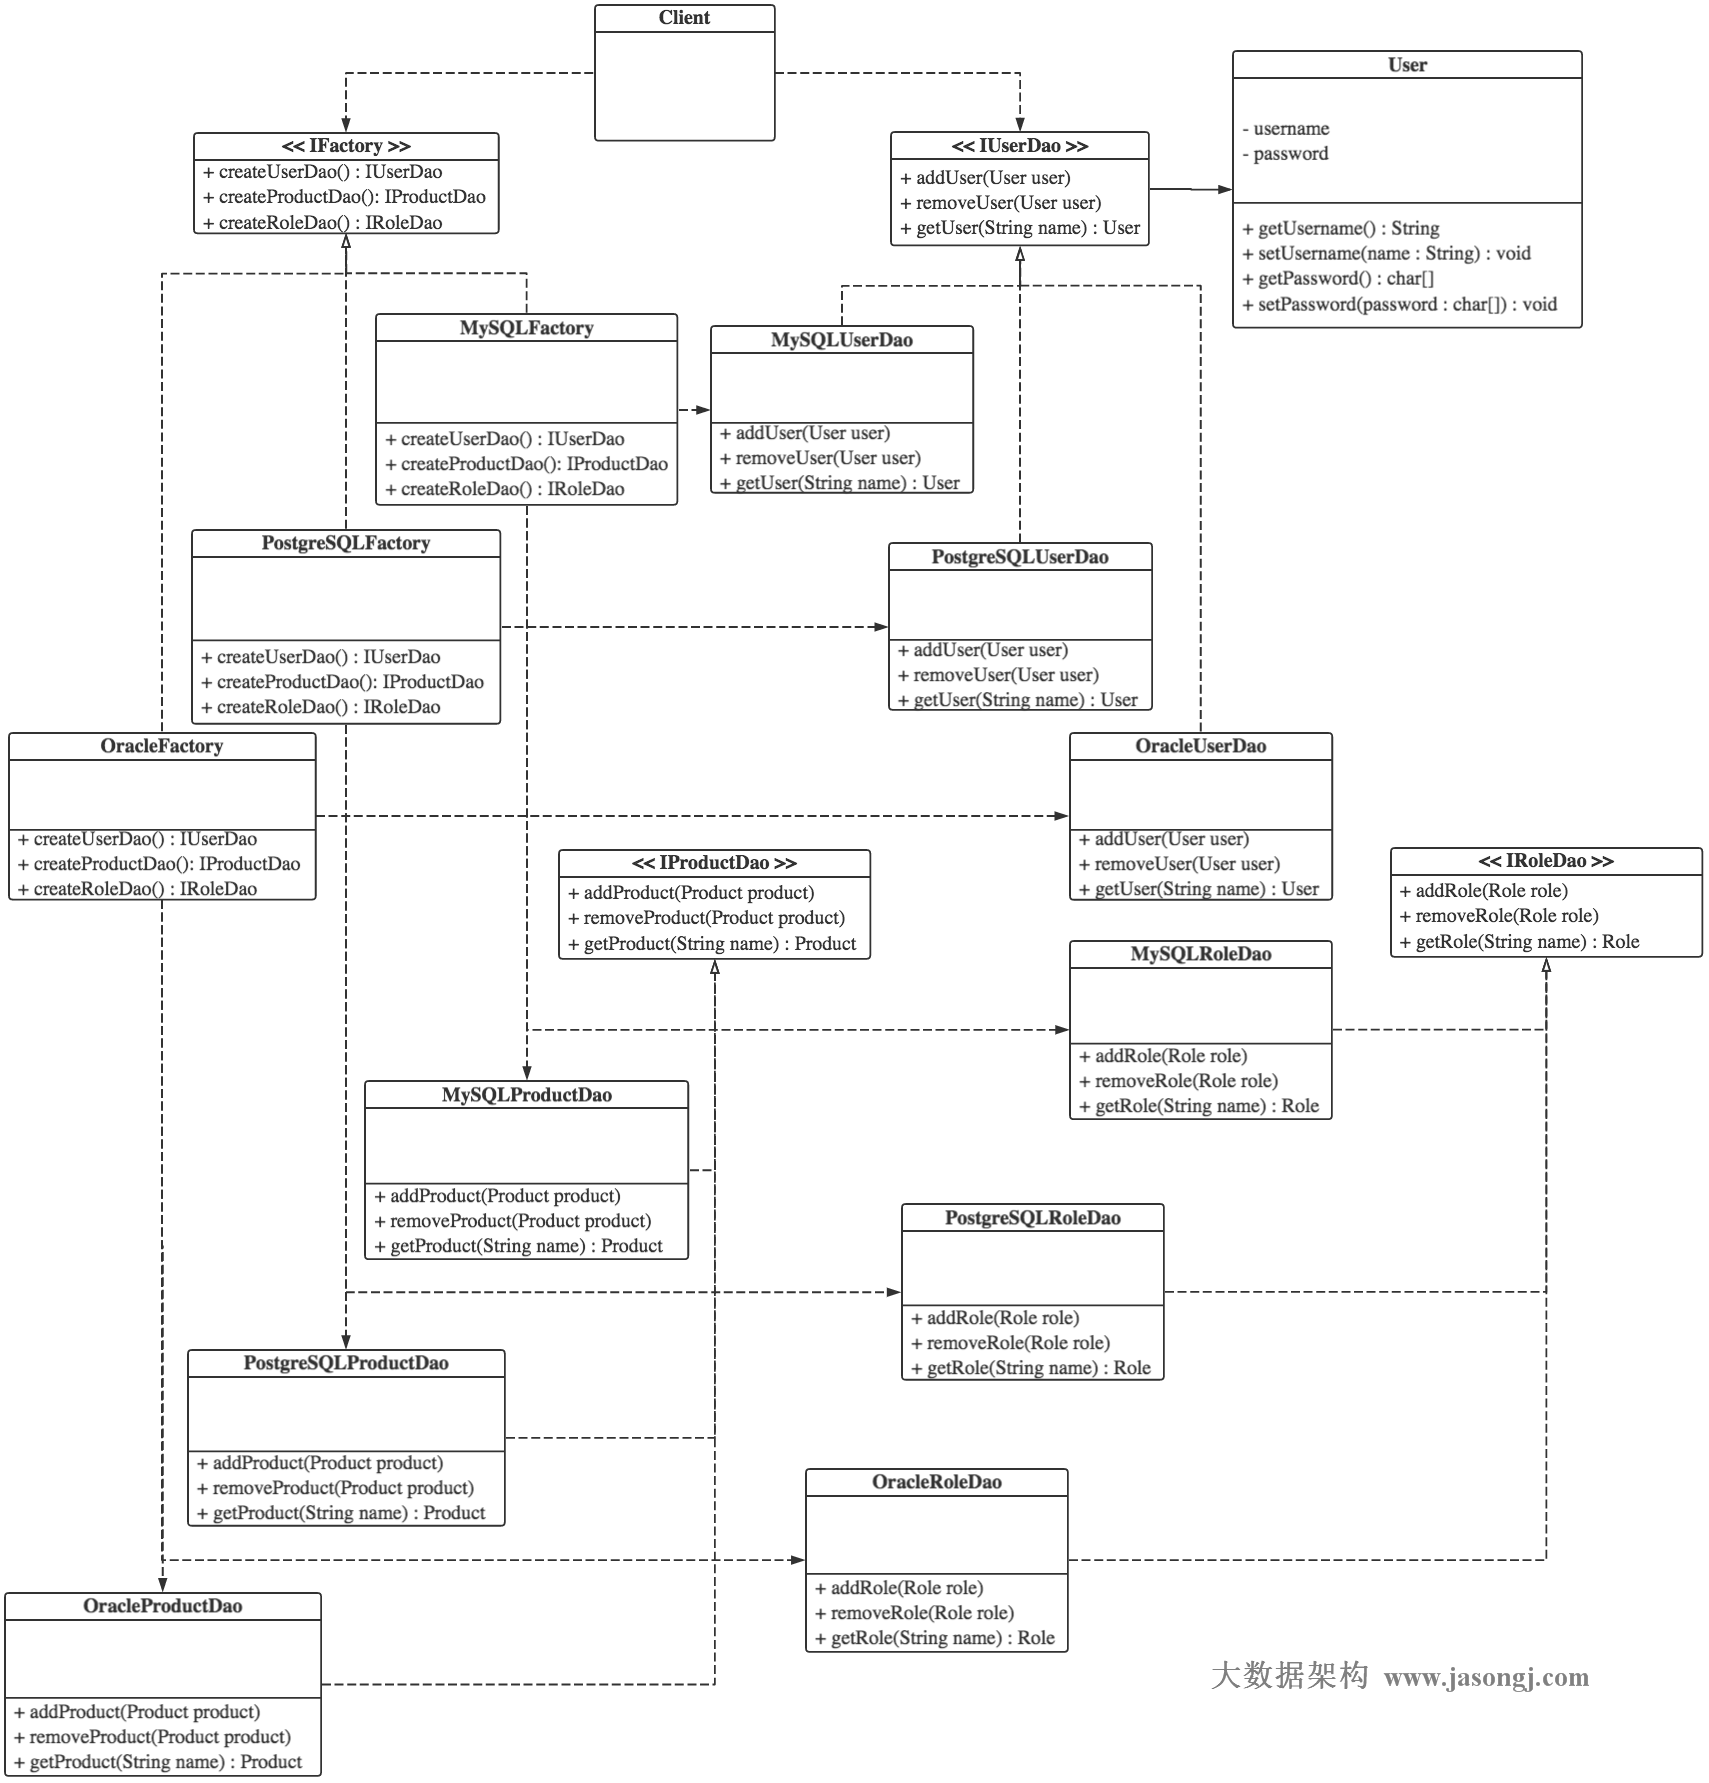 Client
User
- username
- password
+ getUsername() : String
+ setUsername(name : String) : void
+ getPassword() : char[]
+ setPassword(password : char[]) : void
<< IFactory >>
+ createUserDao() : IUserDao
+ createProductDao(): IProductDao
+ createRoleDao() : IRoleDao
<< IUserDao >>
+ addUser(User user)
+ removeUser(User user)
+ getUser(String name) : User
MySQLFactory
+ createUserDao() : IUserDao
+ createProductDao(): IProductDao
+ createRoleDao() : IRoleDao
MySQLUserDao
+ addUser(User user)
+ removeUser(User user)
+ getUser(String name) : User
PostgreSQLFactory
+ createUserDao() : IUserDao
+ createProductDao(): IProductDao
+ createRoleDao() : IRoleDao
PostgreSQLUserDao
+ addUser(User user)
+ removeUser(User user)
+ getUser(String name) : User
OracleFactory
+ createUserDao() : IUserDao
+ createProductDao(): IProductDao
+ createRoleDao() : IRoleDao
OracleUserDao
+ addUser(User user)
+ removeUser(User user)
+ getUser(String name) : User
<< IProductDao >>
+ addProduct(Product product)
+ removeProduct(Product product)
+ getProduct(String name) : Product
<< IRoleDao >>
+ addRole(Role role)
+ removeRole(Role role)
+ getRole(String name) : Role
MySQLRoleDao
+ addRole(Role role)
+ removeRole(Role role)
+ getRole(String name) : Role
MySQLProductDao
+ addProduct(Product product)
+ removeProduct(Product product)
+ getProduct(String name) : Product
PostgreSQLRoleDao
+ addRole(Role role)
+ removeRole(Role role)
+ getRole(String name) : Role
PostgreSQLProductDao
+ addProduct(Product product)
+ removeProduct(Product product)
+ getProduct(String name) : Product
OracleRoleDao
+ addRole(Role role)
+ removeRole(Role role)
+ getRole(String name) : Role
OracleProductDao
+ addProduct(Product product)
+ removeProduct(Product product)
+ getProduct(String name) : Product
大数据架构 www.jasongj.com